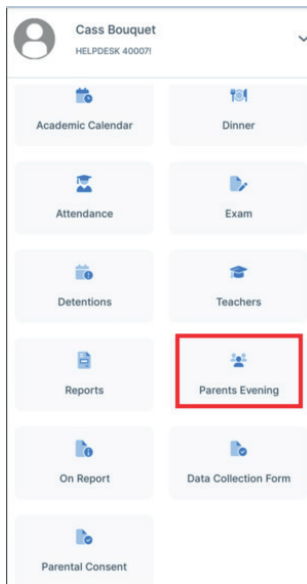 Cass Bouquet
HELPDESK 40007!
Academic Calendar
Dinner
Attendance
Exam
Detentions
Teachers
Reports
Parents Evening
On Report
Data Collection Form
Parental Consent